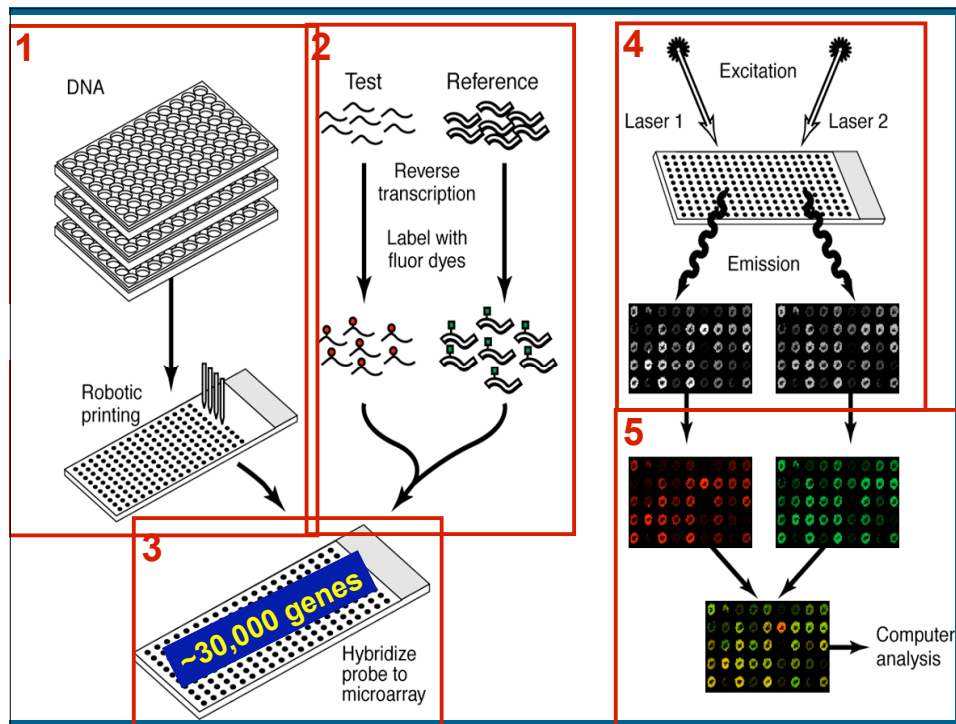 1
DNA
Robotic
printing
2
Test
Reference
Reverse
transcription
Label with
fluor dyes
3
~30,000 genes
Hybridize
probe to
microarray
4
Excitation
Laser 1
Laser 2
Emission
5
Computer
analysis